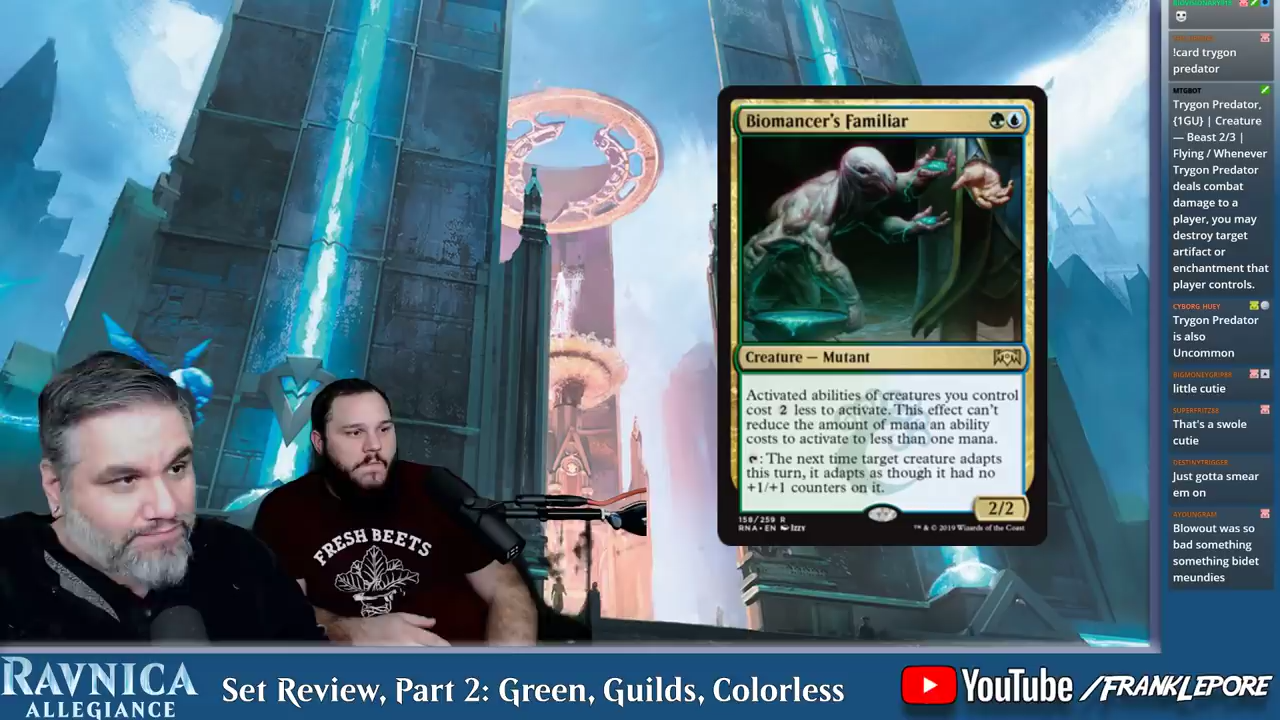 Biomancer's Familiar
Creature — Mutant
Activated abilities of creatures you control
cost 2 less to activate. This effect can't
reduce the amount of mana an ability
costs to activate to less than one mana.
: The next time target creature adapts
this turn, it adapts as though it had no
+1/+1 counters on it.
2/2
158/259 R
RNA • EN Izzy
™ & © 2019 Wizards of the Coast
FRESH BEETS
!card trygon
predator
MTGBOT
Trygon Predator,
{1GU} | Creature
— Beast 2/3 |
Flying / Whenever
Trygon Predator
deals combat
damage to a
player, you may
destroy target
artifact or
enchantment that
player controls.
CYBORG HUEY
Trygon Predator
is also
Uncommon
BIGMONEYGRIP88
little cutie
SUPERFRITZ88
That's a swole
cutie
DESTINYTRIGGER
Just gotta smear
em on
AYOUNGRAM
Blowout was so
bad something
something bidet
meundies
RAVNICA
ALLEGIANCE
Set Review, Part 2: Green, Guilds, Colorless
YouTube /FRANKLEPORE